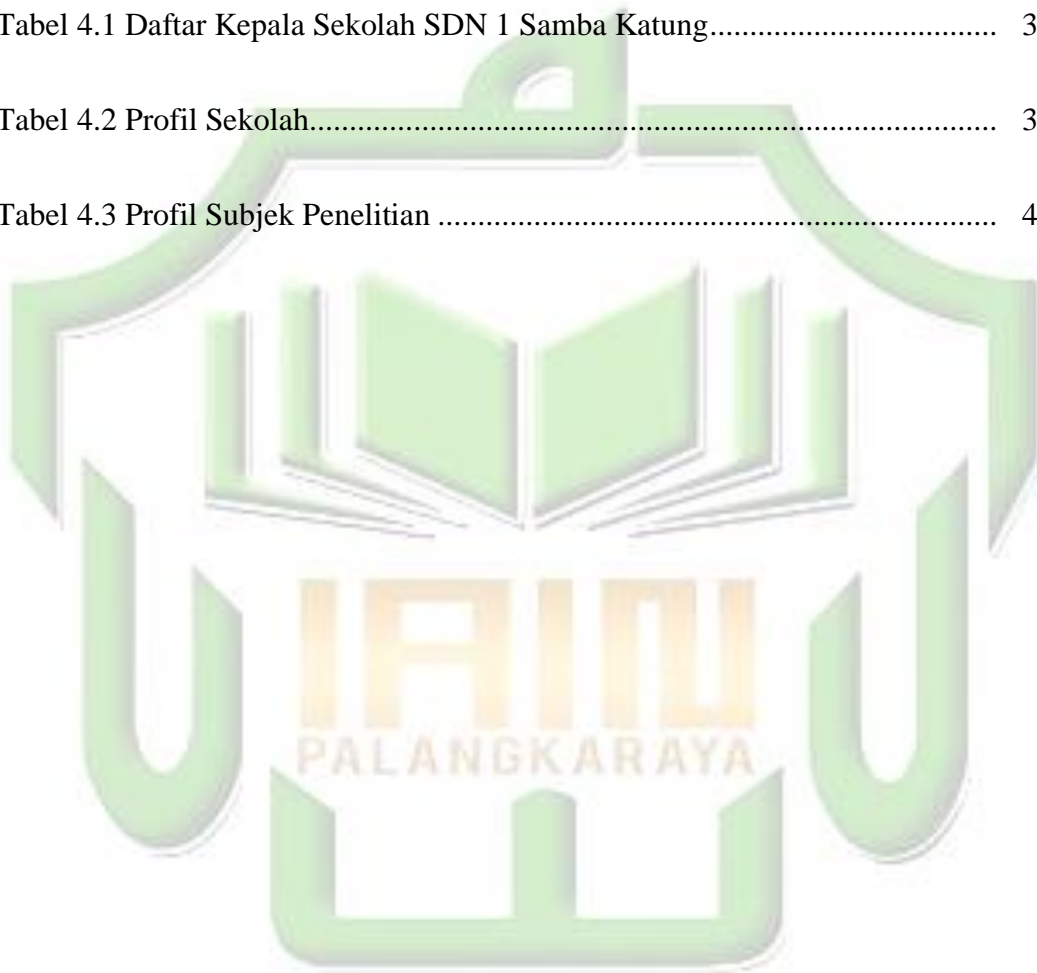 Tabel 4.1 Daftar Kepala Sekolah SDN 1 Samba Katung.................................. 3
Tabel 4.2 Profil Sekolah.................................................................................. 3
Tabel 4.3 Profil Subjek Penelitian ................................................................... 4
IAIN
PALANGKARAYA